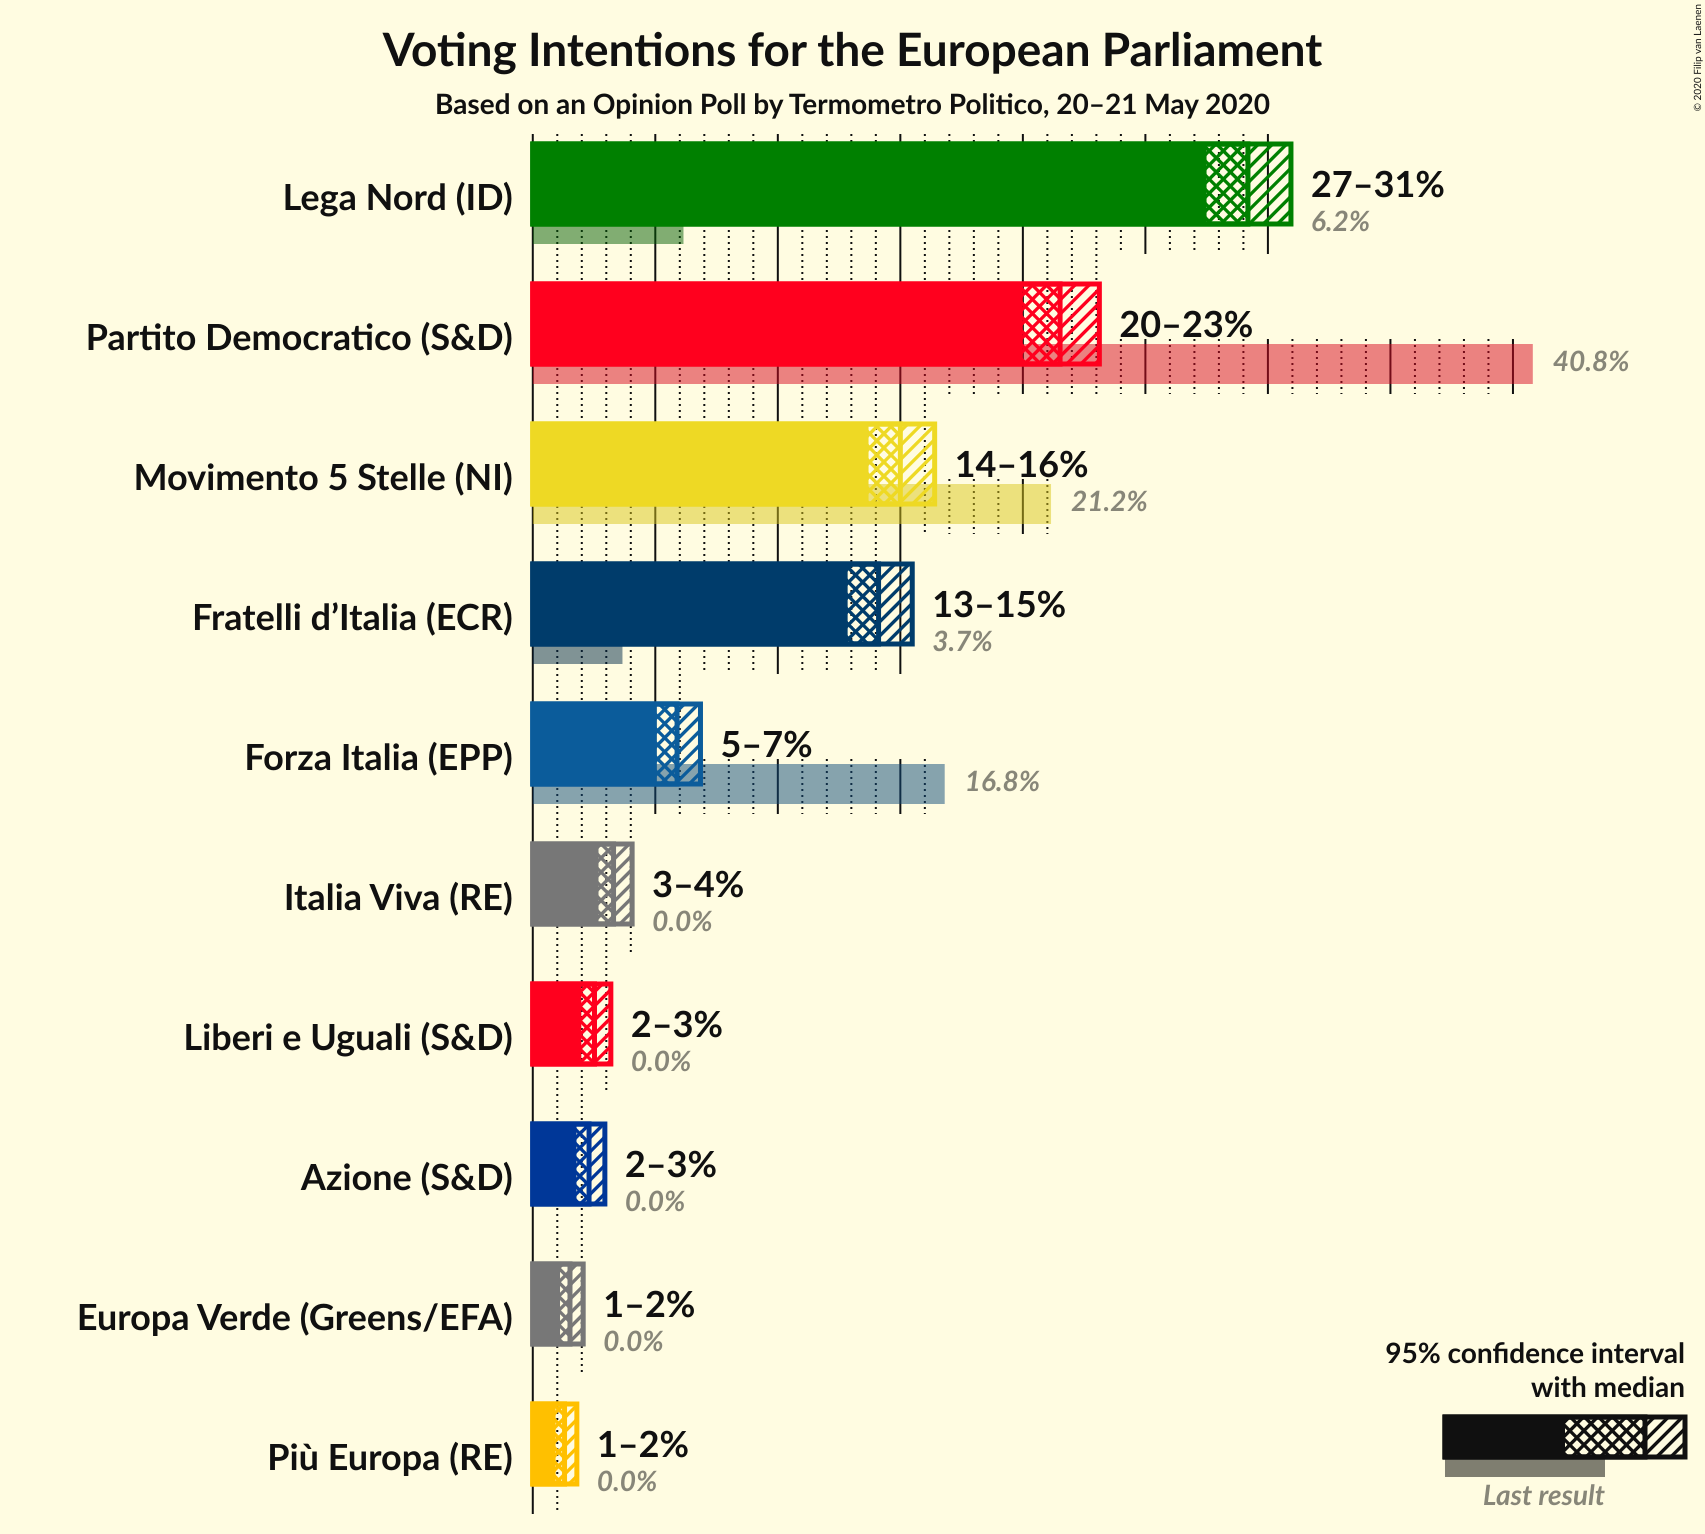 Voting Intentions for the European Parliament
Based on an Opinion Poll by Termometro Politico, 20–21 May 2020
© 2020 Filip van Laenen
Lega Nord (ID)
27–31%
6.2%
Partito Democratico (S&D)
20–23%
40.8%
Movimento 5 Stelle (NI)
14–16%
21.2%
Fratelli d’Italia (ECR)
13–15%
3.7%
Forza Italia (EPP)
5–7%
16.8%
Italia Viva (RE)
3–4%
0.0%
Liberi e Uguali (S&D)
2–3%
0.0%
Azione (S&D)
2–3%
0.0%
Europa Verde (Greens/EFA)
1–2%
0.0%
Più Europa (RE)
1–2%
0.0%
95% confidence interval
with median
Last result